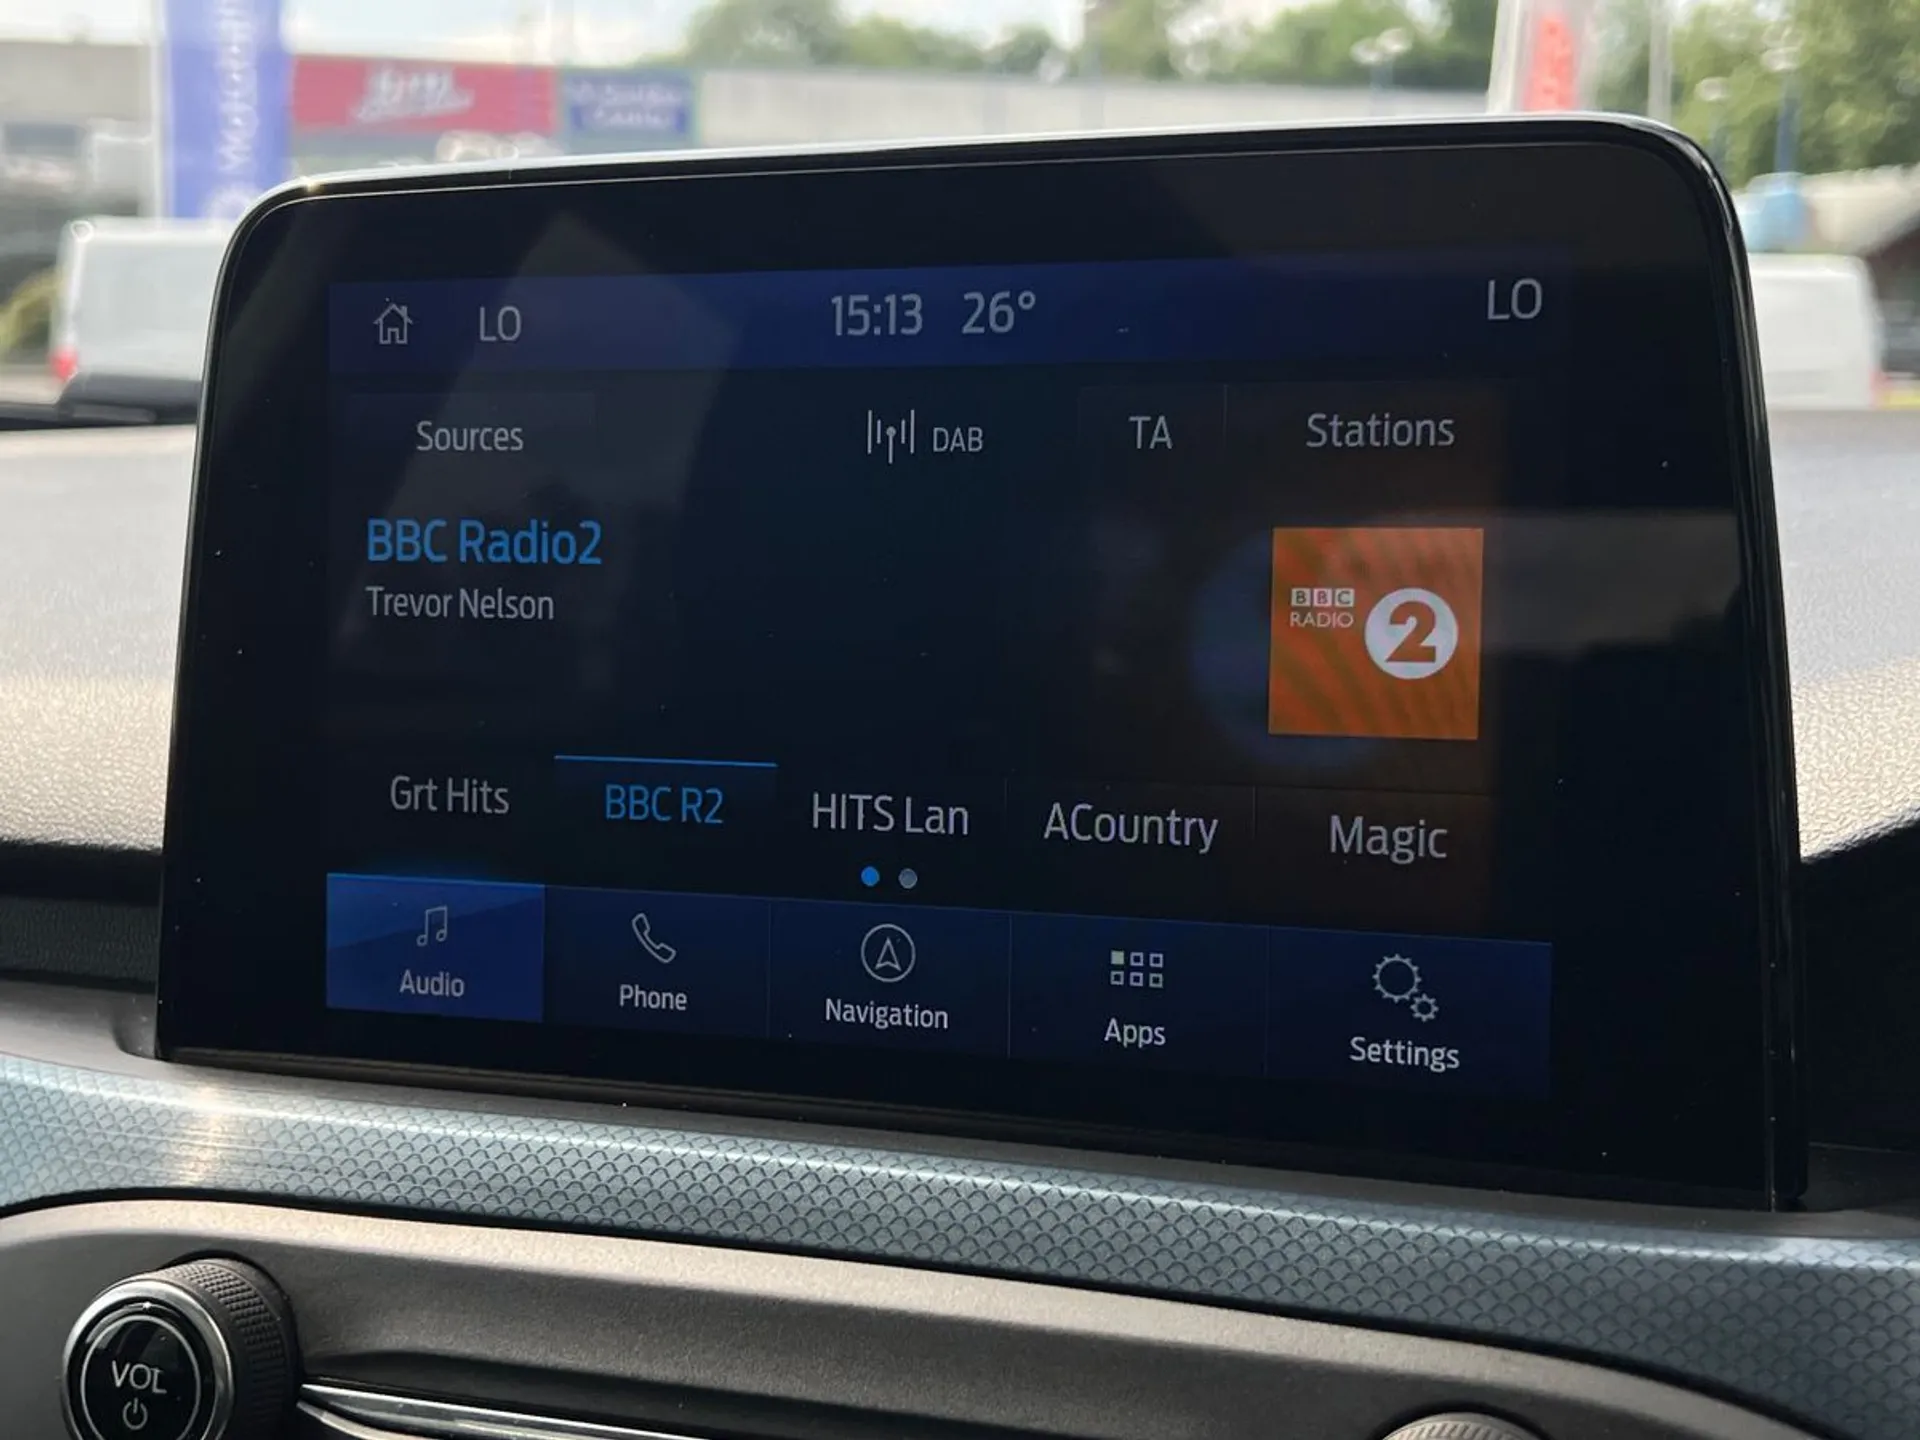 LO 15:13 26° LO
Sources DAB TA Stations
BBC Radio2
Trevor Nelson
BBC
RADIO 2
Grt Hits BBC R2 HITS Lan ACountry Magic
Audio Phone Navigation Apps Settings
VOL